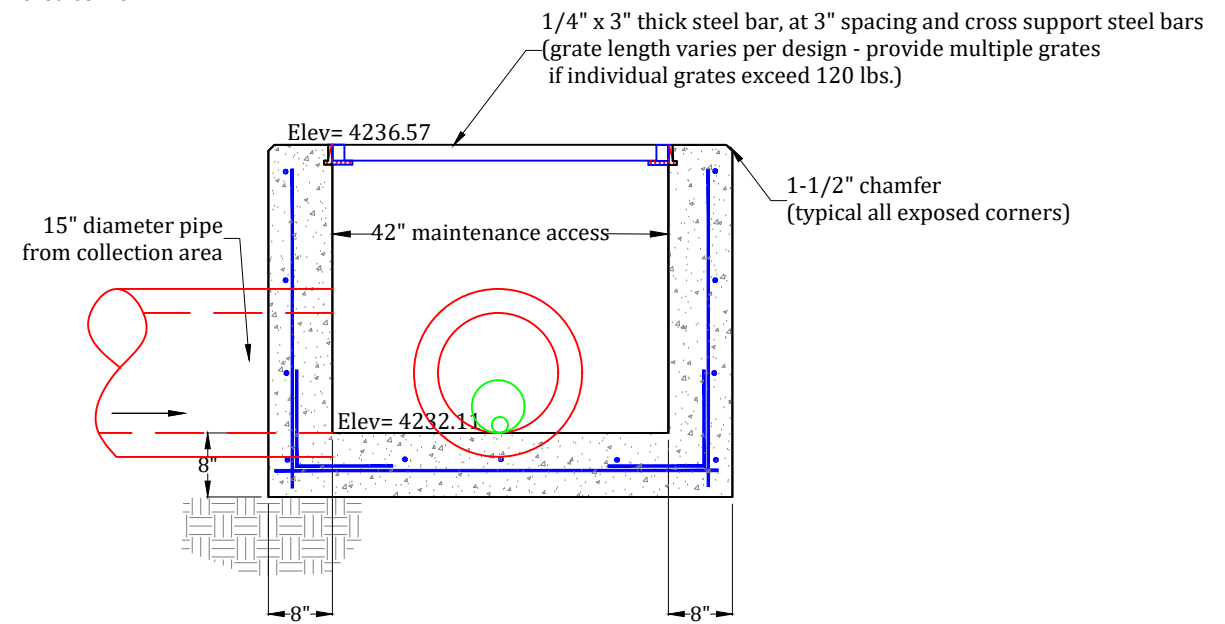 1/4" x 3" thick steel bar, at 3" spacing and cross support steel bars
(grate length varies per design - provide multiple grates
if individual grates exceed 120 lbs.)
Elev= 4236.57
1-1/2" chamfer
(typical all exposed corners)
15" diameter pipe
from collection area
42" maintenance access
Elev= 4232.11
8"
8"
8"